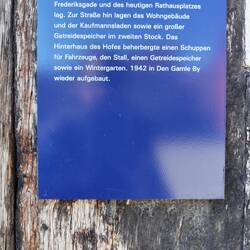 Frederiksgade und des heutigen Rathausplatzes
lag. Zur Straße hin lagen das Wohngebäude
und der Kaufmannsladen sowie ein großer
Getreidespeicher im zweiten Stock. Das
Hinterhaus des Hofes beherbergte einen Schuppen
für Fahrzeuge, den Stall, einen Getreidespeicher
sowie ein Wintergarten. 1942 in Den Gamle By
wieder aufgebaut.